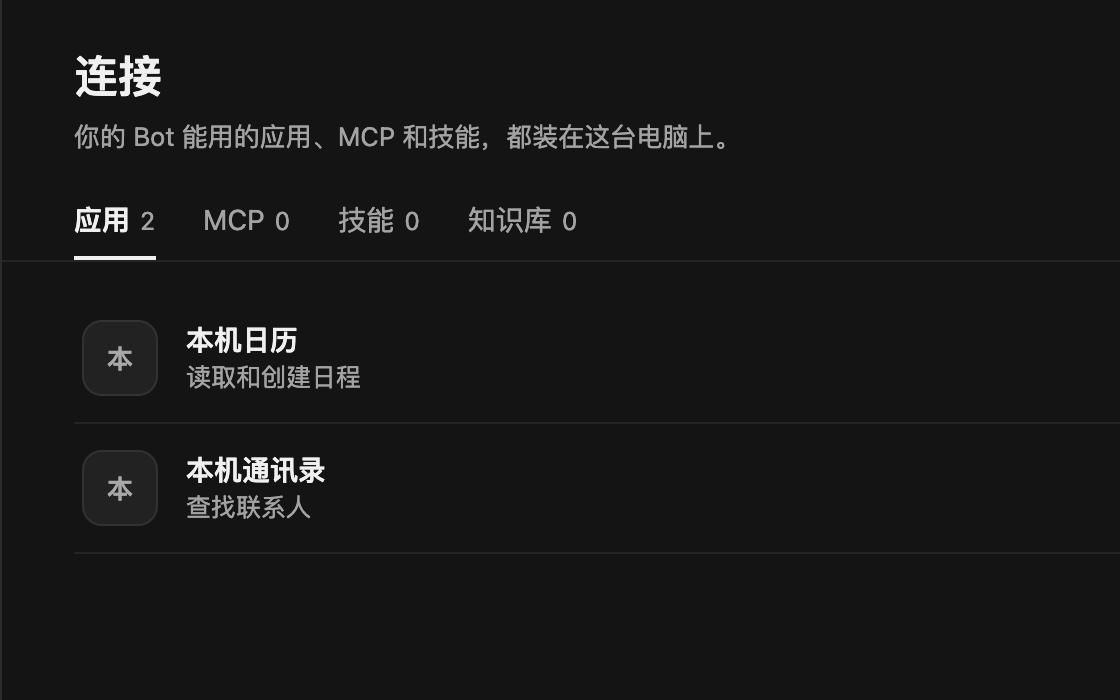 连接
你的 Bot 能用的应用、MCP 和技能，都装在这台电脑上。
应用 2 MCP 0 技能 0 知识库 0
本
本机日历
读取和创建日程
本
本机通讯录
查找联系人